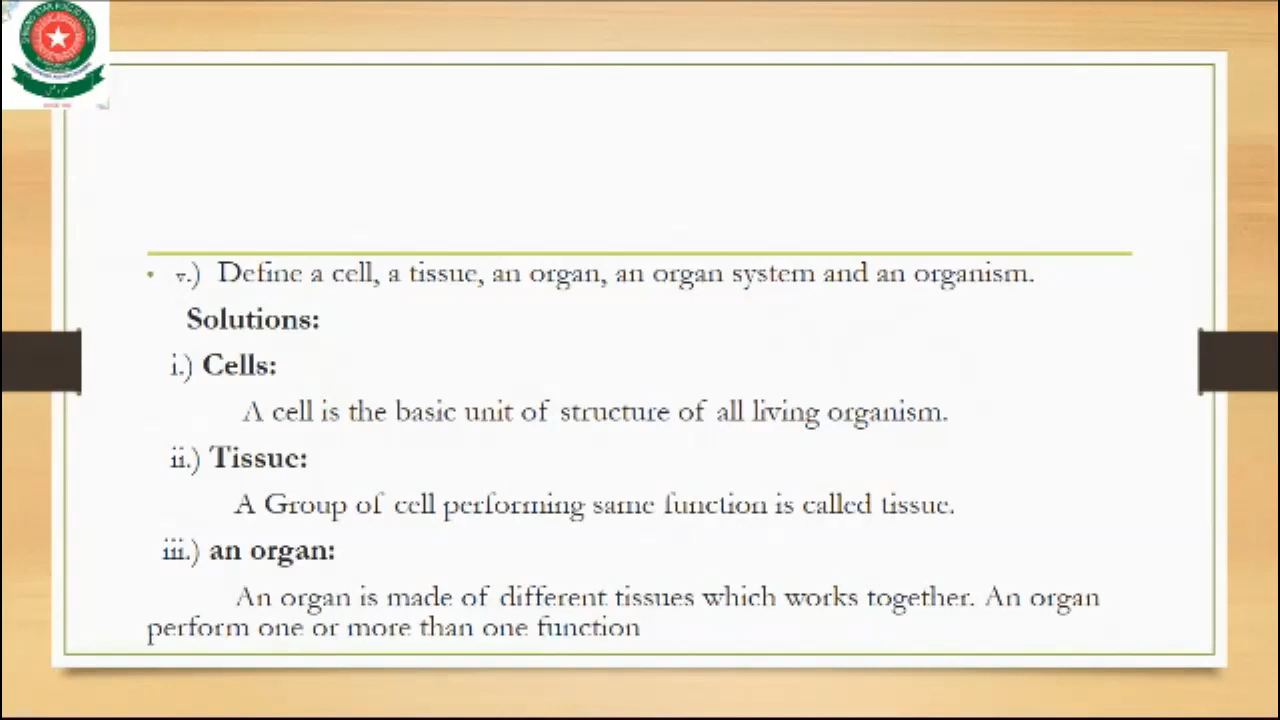 • v.) Define a cell, a tissue, an organ, an organ system and an organism.
Solutions:
i.) Cells:
A cell is the basic unit of structure of all living organism.
ii.) Tissue:
A Group of cell performing same function is called tissue.
iii.) an organ:
An organ is made of different tissues which works together. An organ
perform one or more than one function